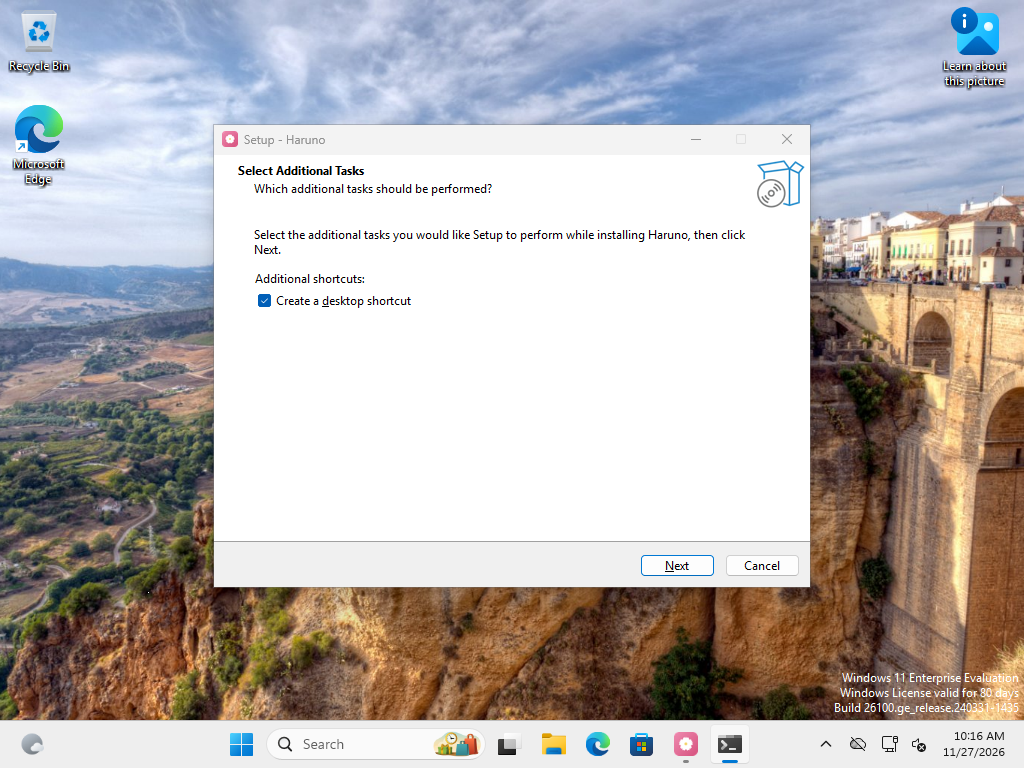 Recycle Bin
Learn about
this picture
Microsoft
Edge
Setup - Haruno
Select Additional Tasks
Which additional tasks should be performed?
Select the additional tasks you would like Setup to perform while installing Haruno, then click
Next.
Additional shortcuts:
Create a desktop shortcut
Next
Cancel
Windows 11 Enterprise Evaluation
Windows License valid for 80 days
Build 26100.ge_release.240331-1435
Search
10:16 AM
11/27/2026